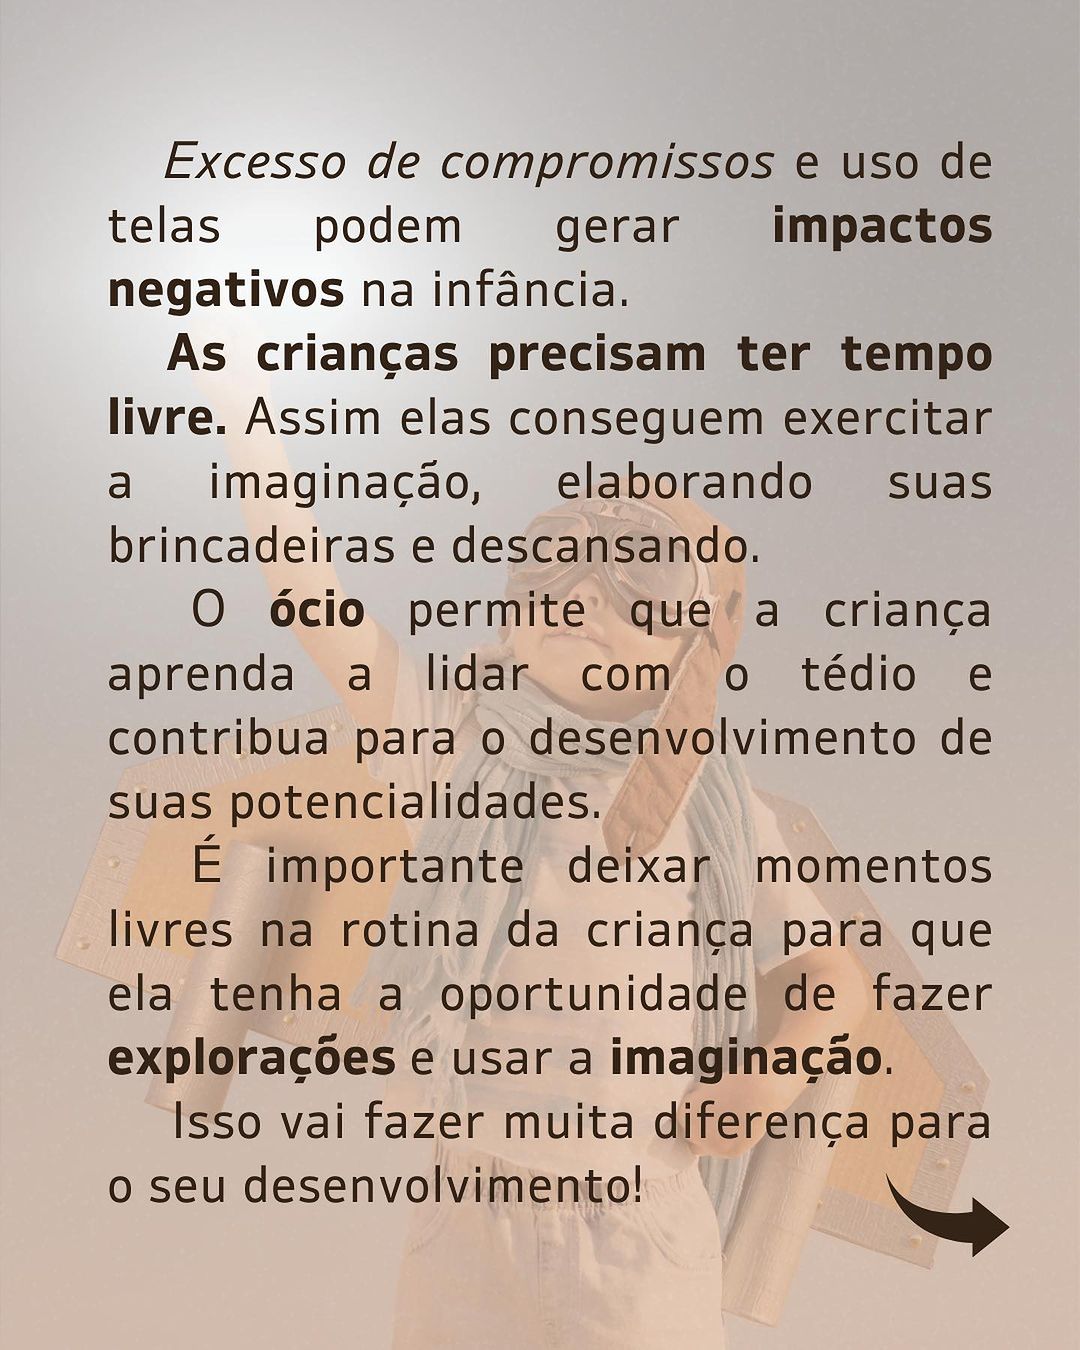 Excesso de compromissos e uso de
telas podem gerar impactos
negativos na infância.
As crianças precisam ter tempo
livre. Assim elas conseguem exercitar
a imaginação, elaborando suas
brincadeiras e descansando.
O ócio permite que a criança
aprenda a lidar com o tédio e
contribua para o desenvolvimento de
suas potencialidades.
É importante deixar momentos
livres na rotina da criança para que
ela tenha a oportunidade de fazer
explorações e usar a imaginação.
Isso vai fazer muita diferença para
o seu desenvolvimento!